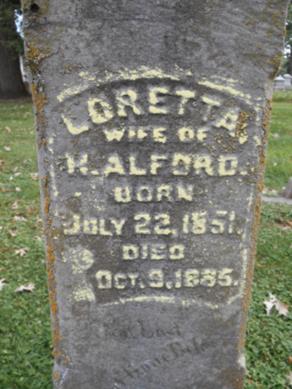 LORETTA,
WIFE OF
H. ALFORD.
BORN
JULY 22, 1851.
DIED
OCT. 9, 1885.